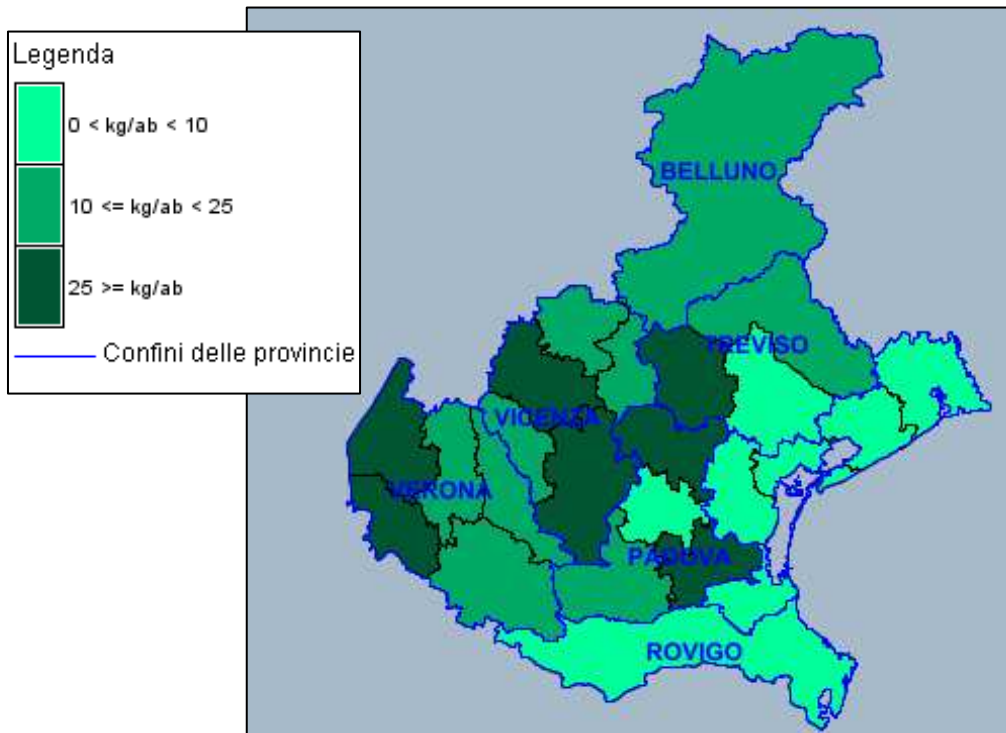 Legenda
0 < kg/ab < 10
10 <= kg/ab < 25
25 >= kg/ab
Confini delle provincie
BELLUNO
TREVISO
VICENZA
VERONA
PADOVA
ROVIGO